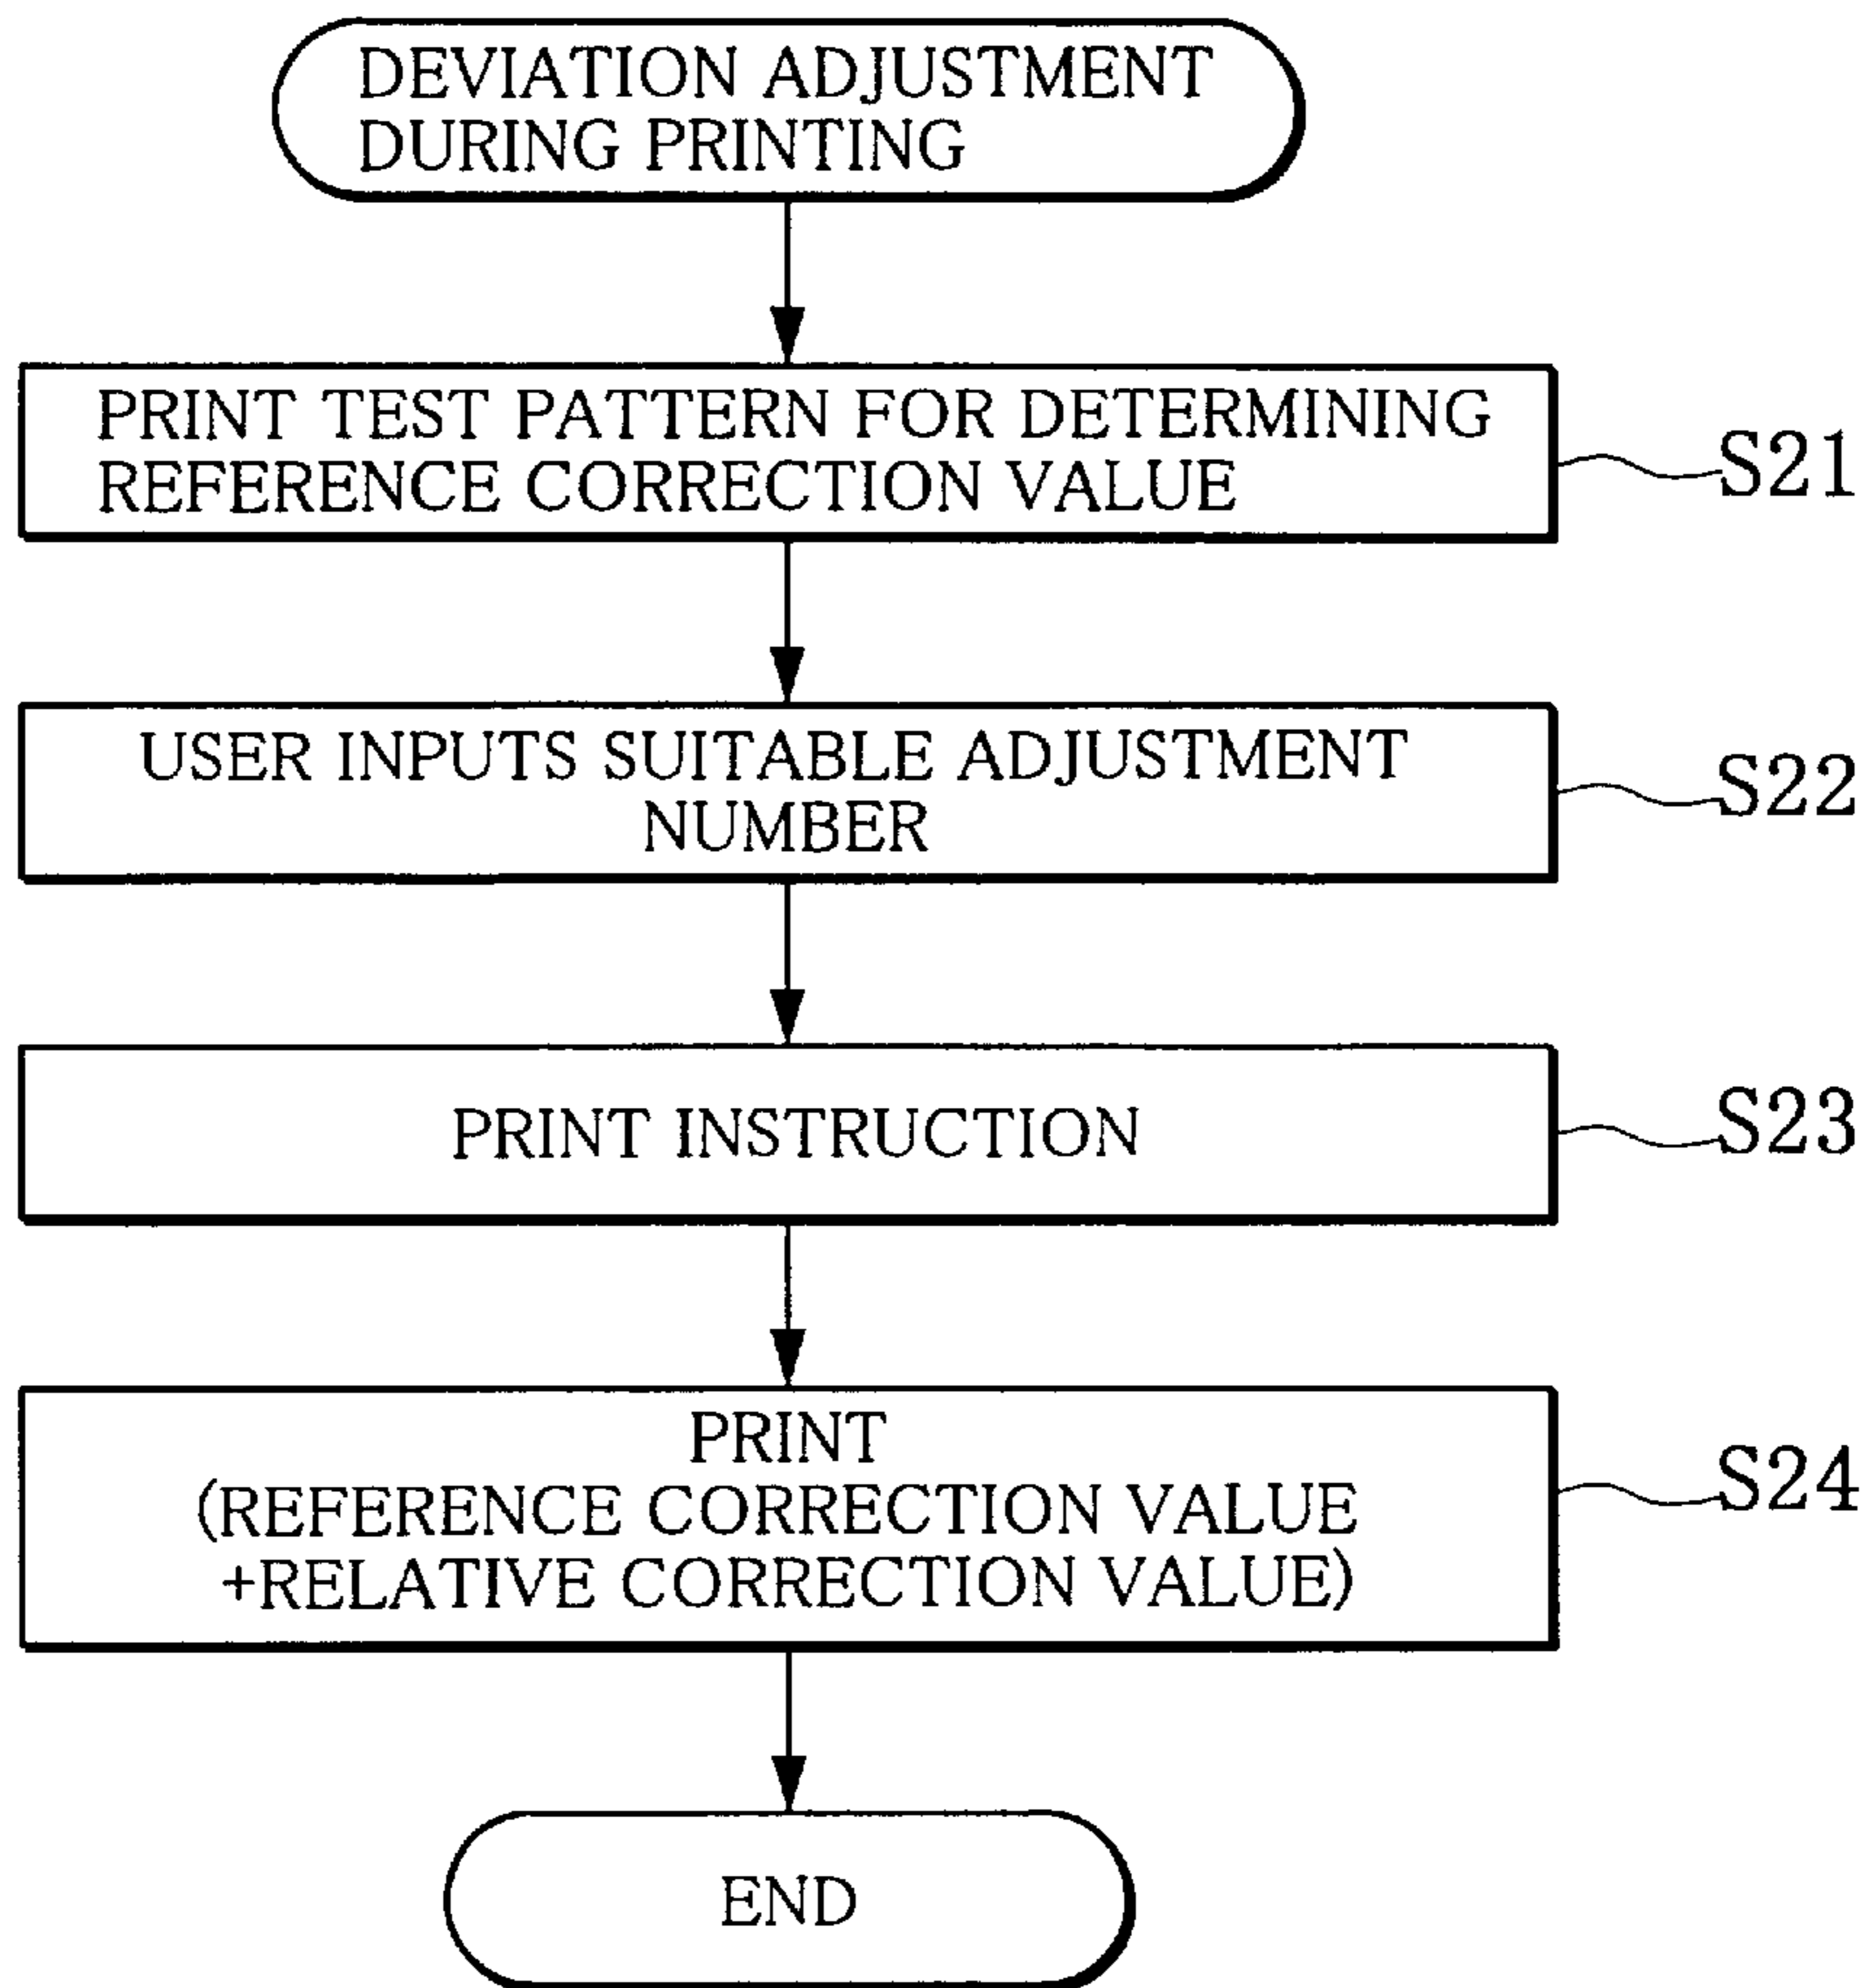 DEVIATION ADJUSTMENT
DURING PRINTING
PRINT TEST PATTERN FOR DETERMINING
REFERENCE CORRECTION VALUE
S21
USER INPUTS SUITABLE ADJUSTMENT
NUMBER
S22
PRINT INSTRUCTION
S23
PRINT
(REFERENCE CORRECTION VALUE
+RELATIVE CORRECTION VALUE)
S24
END